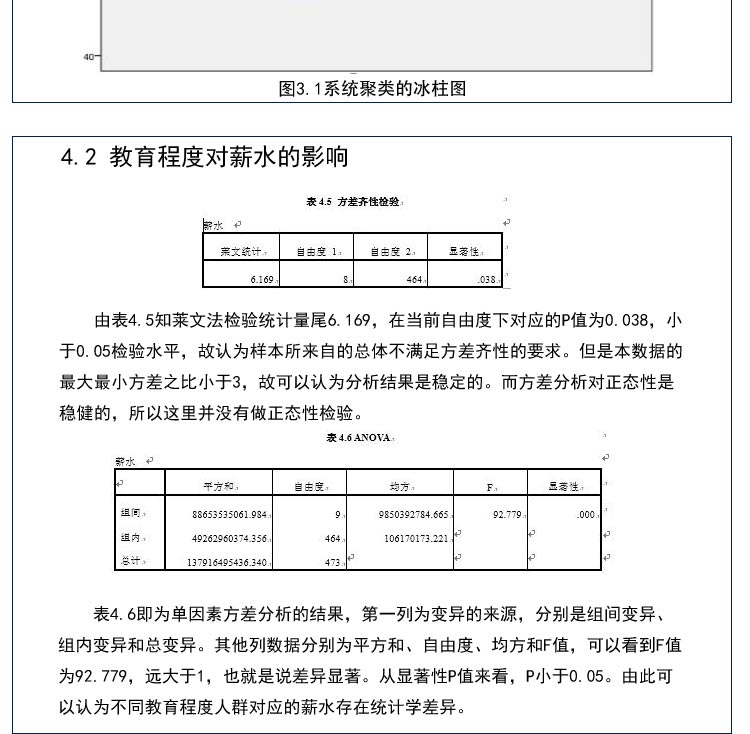 40
图3.1系统聚类的冰柱图
4.2 教育程度对薪水的影响
表 4.5 方差齐性检验
薪水
莱文统计 自由度 1 自由度 2 显著性
6.169 8 464 .038
由表4.5知莱文法检验统计量尾6.169，在当前自由度下对应的P值为0.038，小
于0.05检验水平，故认为样本所来自的总体不满足方差齐性的要求。但是本数据的
最大最小方差之比小于3，故可以认为分析结果是稳定的。而方差分析对正态性是
稳健的，所以这里并没有做正态性检验。
表 4.6 ANOVA
薪水
平方和 自由度 均方 F 显著性
组间 88653535061.984 9 9850392784.665 92.779 .000
组内 49262960374.356 464 106170173.221
总计 137916495436.340 473
表4.6即为单因素方差分析的结果，第一列为变异的来源，分别是组间变异、
组内变异和总变异。其他列数据分别为平方和、自由度、均方和F值，可以看到F值
为92.779，远大于1，也就是说差异显著。从显著性P值来看，P小于0.05。由此可
以认为不同教育程度人群对应的薪水存在统计学差异。